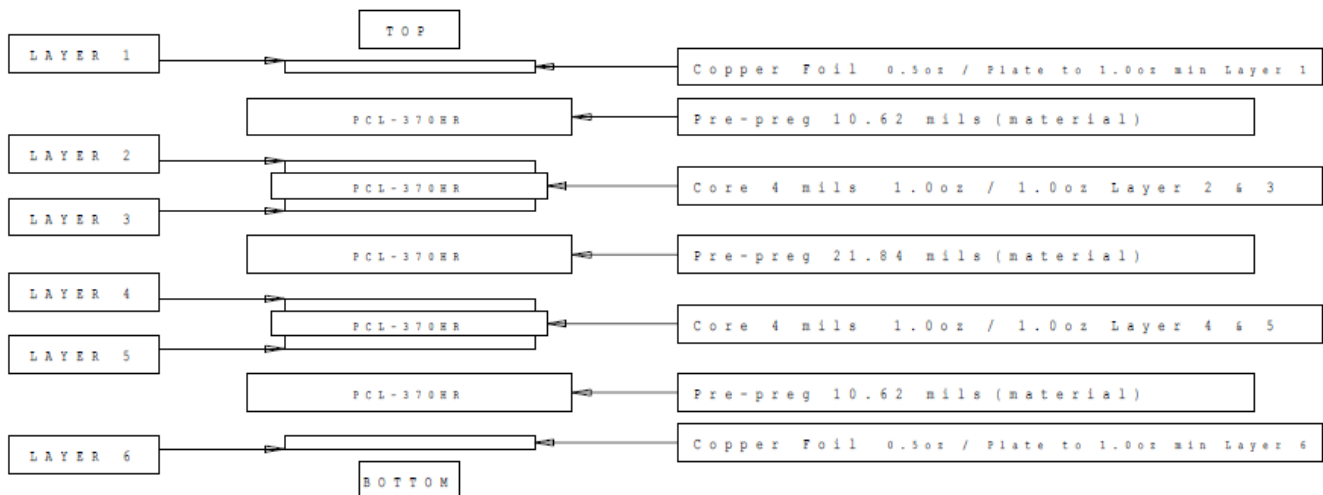 TOP
LAYER 1
Copper Foil 0.5oz / Plate to 1.0oz min Layer 1
PCL-370HR
Pre-preg 10.62 mils (material)
LAYER 2
PCL-370HR
Core 4 mils 1.0oz / 1.0oz Layer 2 & 3
LAYER 3
PCL-370HR
Pre-preg 21.84 mils (material)
LAYER 4
PCL-370HR
Core 4 mils 1.0oz / 1.0oz Layer 4 & 5
LAYER 5
PCL-370HR
Pre-preg 10.62 mils (material)
LAYER 6
Copper Foil 0.5oz / Plate to 1.0oz min Layer 6
BOTTOM